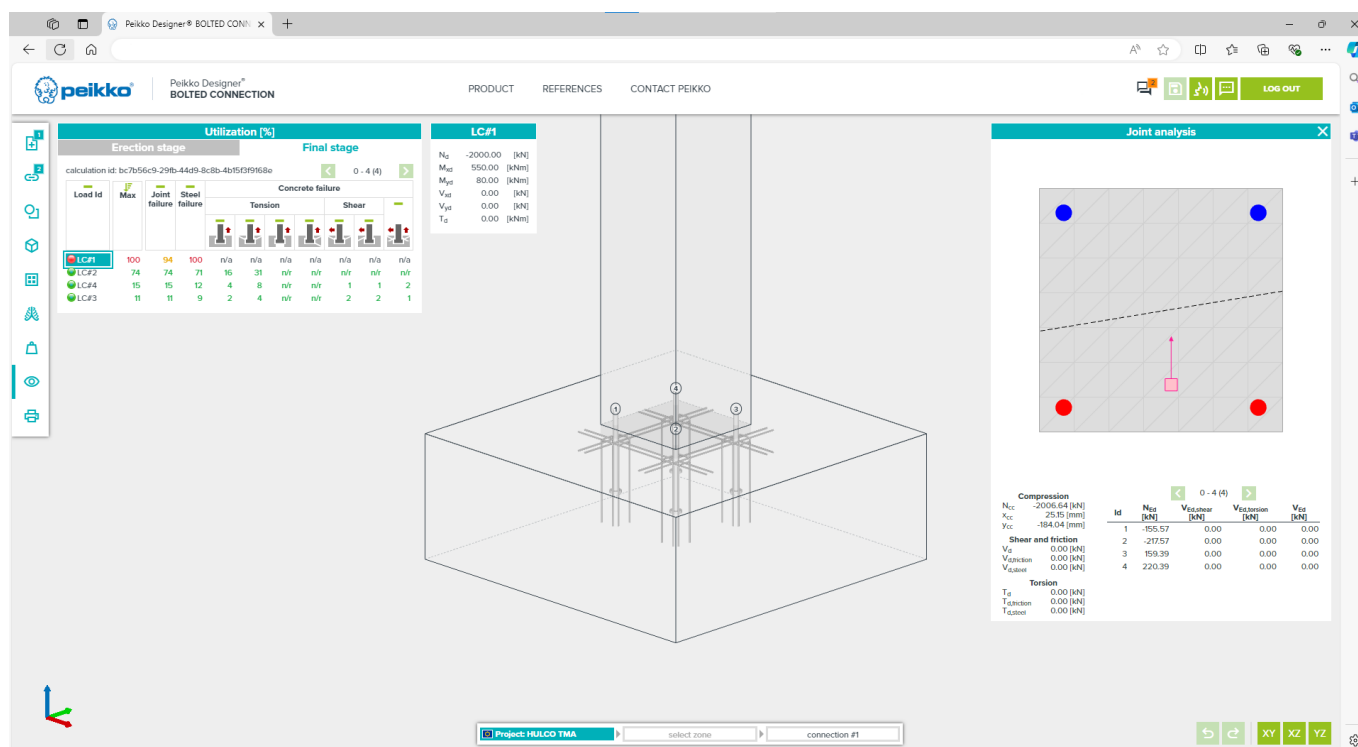 Peikko Designer® BOLTED CONN
peikko®
Peikko Designer®
BOLTED CONNECTION
PRODUCT REFERENCES CONTACT PEIKKO
LOG OUT
Utilization [%]
Erection stage Final stage
calculation id: bc7b56c9-29fb-44d9-8c8b-4b15f3f9168e 0 - 4 (4)
Load Id Max Joint failure Steel failure Concrete failure
Tension Shear
LC#1 100 94 100 n/a n/a n/a n/a n/a n/a n/a
LC#2 74 74 71 16 31 n/r n/r n/r n/r n/r
LC#4 15 15 12 4 8 n/r n/r 1 1 2
LC#3 11 11 9 2 4 n/r n/r 2 2 1
LC#1
Nd -2000.00 [kN]
Mxd 550.00 [kNm]
Myd 80.00 [kNm]
Vxd 0.00 [kN]
Vyd 0.00 [kN]
Td 0.00 [kNm]
4
1 3
2
Joint analysis
Compression
Ncc -2006.64 [kN]
xcc 25.15 [mm]
ycc -184.04 [mm]
Shear and friction
Vd 0.00 [kN]
Vd,friction 0.00 [kN]
Vd,steel 0.00 [kN]
Torsion
Td 0.00 [kN]
Td,friction 0.00 [kN]
Td,steel 0.00 [kN]
0 - 4 (4)
Id NEd [kN] VEd,shear [kN] VEd,torsion [kN] VEd [kN]
1 -155.57 0.00 0.00 0.00
2 -217.57 0.00 0.00 0.00
3 159.39 0.00 0.00 0.00
4 220.39 0.00 0.00 0.00
Project: HULCO TMA select zone connection #1
XY XZ YZ